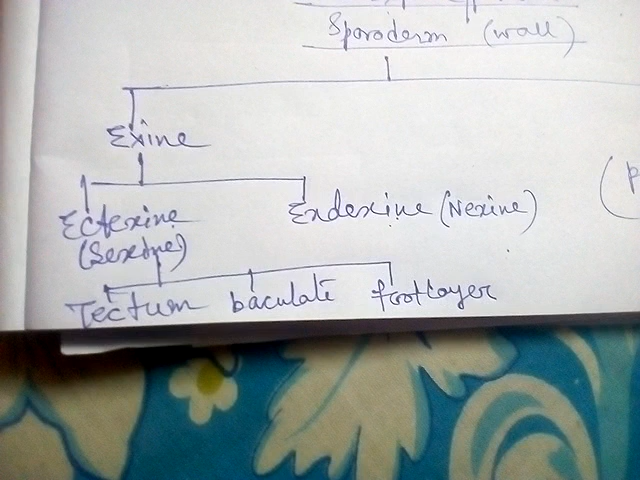 Sporoderm (wall)
Exine
Ectexine Endexine (Nexine)
(Sexine)
Tectum baculate footlayer